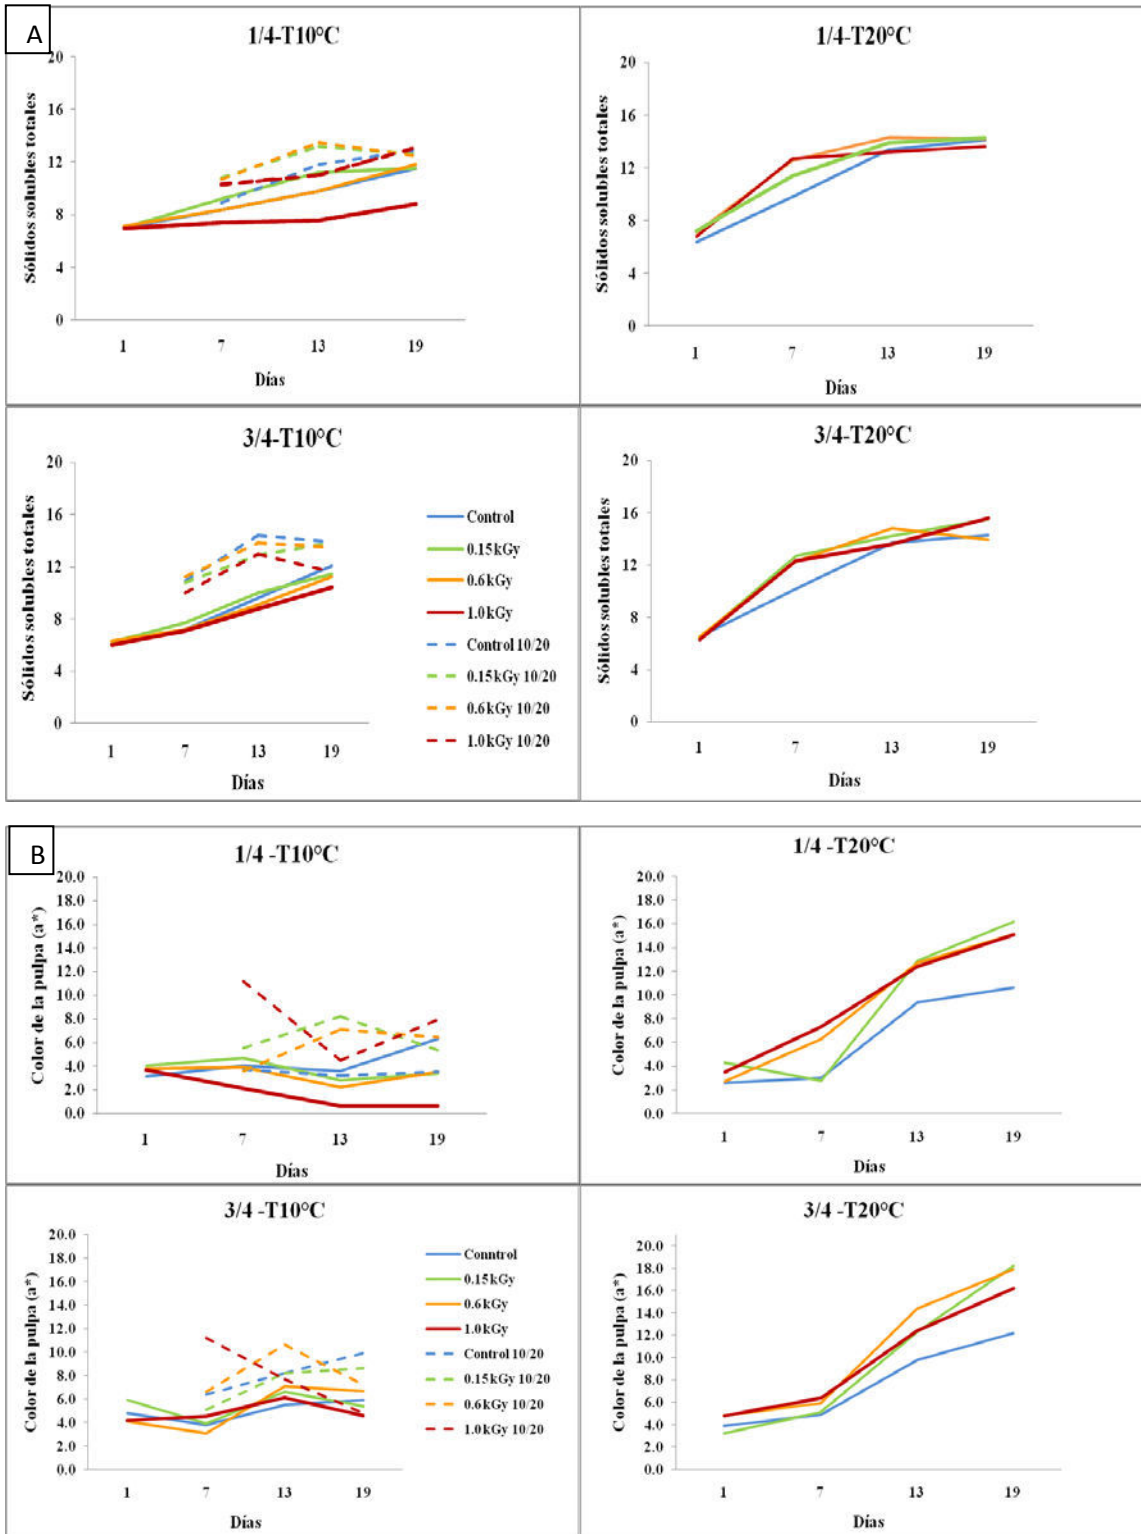 A
1/4-T10°C
20
16
12
8
4
0
Sólidos solubles totales
1 7 13 19
Días
1/4-T20°C
20
16
12
8
4
0
Sólidos solubles totales
1 7 13 19
Días
3/4-T10°C
20
16
12
8
4
0
Sólidos solubles totales
1 7 13 19
Días
Control
0.15kGy
0.6kGy
1.0kGy
Control 10/20
0.15kGy 10/20
0.6kGy 10/20
1.0kGy 10/20
3/4-T20°C
20
16
12
8
4
0
Sólidos solubles totales
1 7 13 19
Días
B
1/4 -T10°C
20.0
18.0
16.0
14.0
12.0
10.0
8.0
6.0
4.0
2.0
0.0
Color de la pulpa (a*)
1 7 13 19
Días
1/4 -T20°C
20.0
18.0
16.0
14.0
12.0
10.0
8.0
6.0
4.0
2.0
0.0
Color de la pulpa (a*)
1 7 13 19
Días
3/4 -T10°C
20.0
18.0
16.0
14.0
12.0
10.0
8.0
6.0
4.0
2.0
0.0
Color de la pulpa (a*)
1 7 13 19
Días
Conntrol
0.15kGy
0.6kGy
1.0kGy
Control 10/20
0.15kGy 10/20
0.6kGy 10/20
1.0kGy 10/20
3/4 -T20°C
20.0
18.0
16.0
14.0
12.0
10.0
8.0
6.0
4.0
2.0
0.0
Color de la pulpa (a*)
1 7 13 19
Días